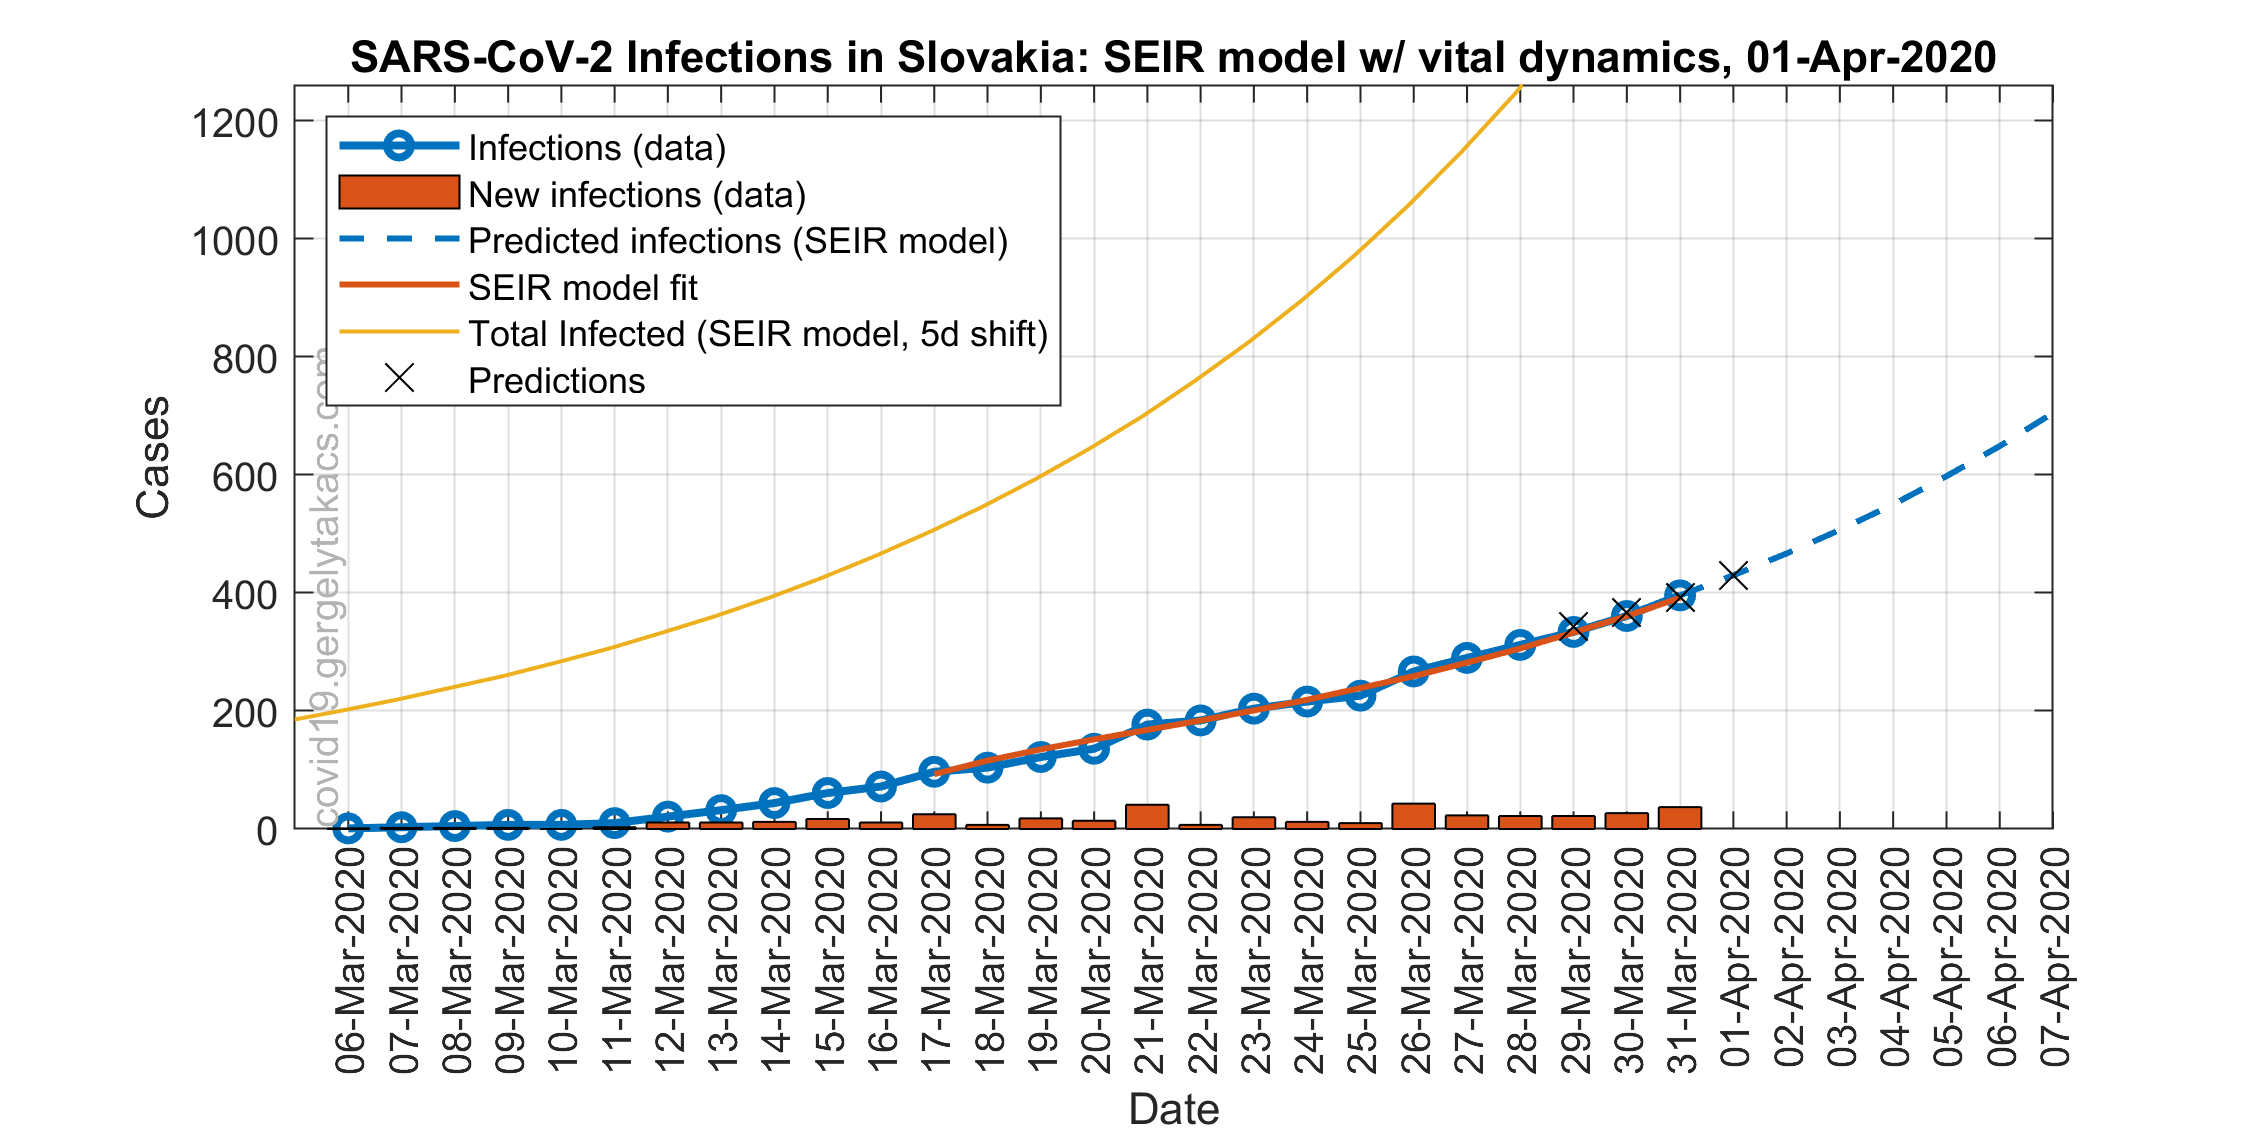 SARS-CoV-2 Infections in Slovakia: SEIR model w/ vital dynamics, 01-Apr-2020
Infections (data)
New infections (data)
Predicted infections (SEIR model)
SEIR model fit
Total Infected (SEIR model, 5d shift)
Predictions
1200
1000
800
600
400
200
0
Cases
covid19.gergelytakacs.com
06-Mar-2020
07-Mar-2020
08-Mar-2020
09-Mar-2020
10-Mar-2020
11-Mar-2020
12-Mar-2020
13-Mar-2020
14-Mar-2020
15-Mar-2020
16-Mar-2020
17-Mar-2020
18-Mar-2020
19-Mar-2020
20-Mar-2020
21-Mar-2020
22-Mar-2020
23-Mar-2020
24-Mar-2020
25-Mar-2020
26-Mar-2020
27-Mar-2020
28-Mar-2020
29-Mar-2020
30-Mar-2020
31-Mar-2020
01-Apr-2020
02-Apr-2020
03-Apr-2020
04-Apr-2020
05-Apr-2020
06-Apr-2020
07-Apr-2020
Date